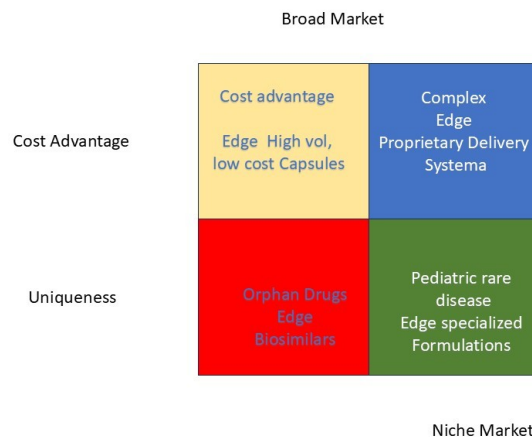 Broad Market
Cost Advantage
Cost advantage
Edge High vol,
low cost Capsules
Complex
Edge
Proprietary Delivery
Systema
Uniqueness
Orphan Drugs
Edge
Biosimilars
Pediatric rare
disease
Edge specialized
Formulations
Niche Market